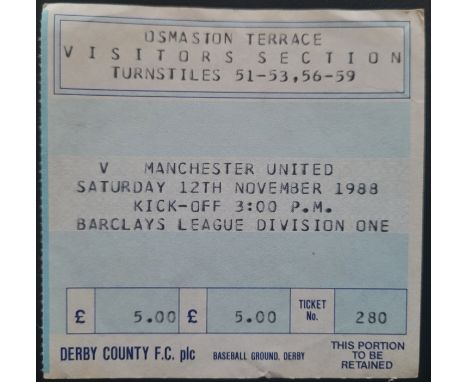 OSMASTON TERRACE
VISITORS SECTION
TURNSTILES 51-53,56-59
V MANCHESTER UNITED
SATURDAY 12TH NOVEMBER 1988
KICK-OFF 3:00 P.M.
BARCLAYS LEAGUE DIVISION ONE
£ 5.00 £ 5.00 TICKET No. 280
DERBY COUNTY F.C. plc BASEBALL GROUND, DERBY THIS PORTION TO BE RETAINED